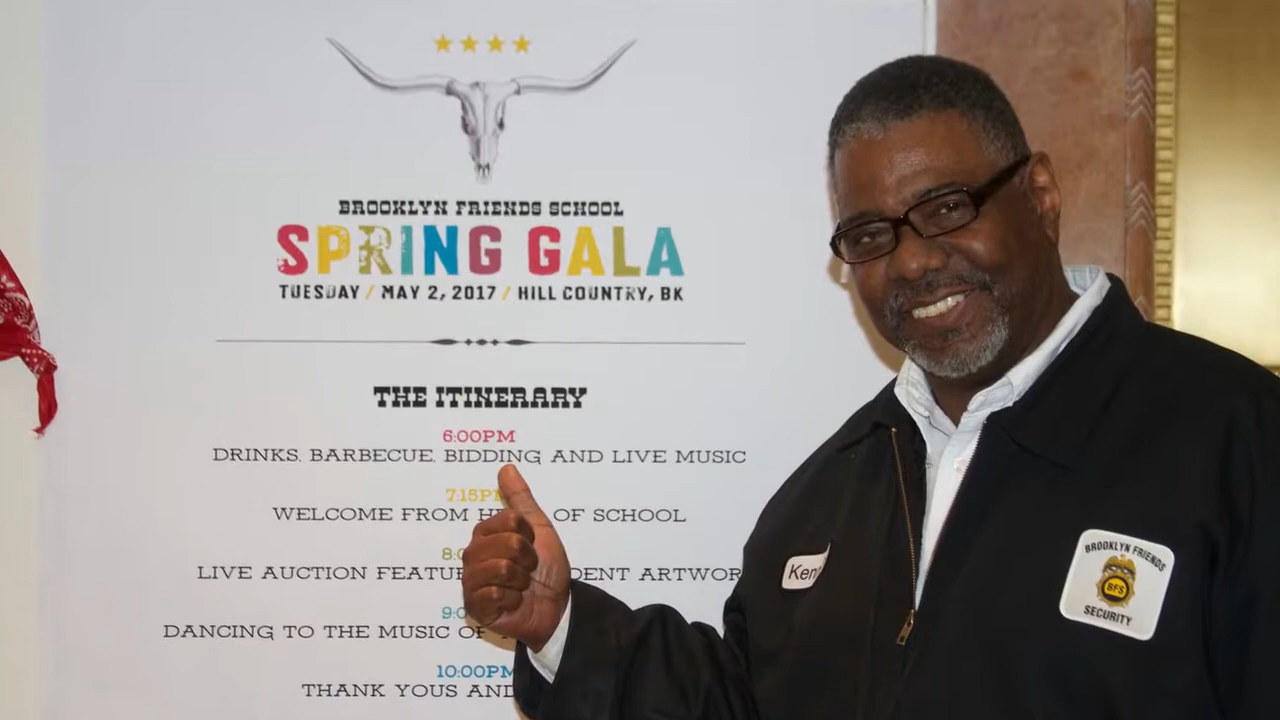 BROOKLYN FRIENDS SCHOOL
SPRING GALA
TUESDAY / MAY 2, 2017 / HILL COUNTRY, BK
THE ITINERARY
6:00PM
DRINKS, BARBECUE, BIDDING AND LIVE MUSIC
7:15PM
WELCOME FROM OF SCHOOL
LIVE AUCTION
DANCING TO THE MUSIC
10:00PM
THANK YOUS AND
BROOKLYN FRIENDS
BFS
SECURITY